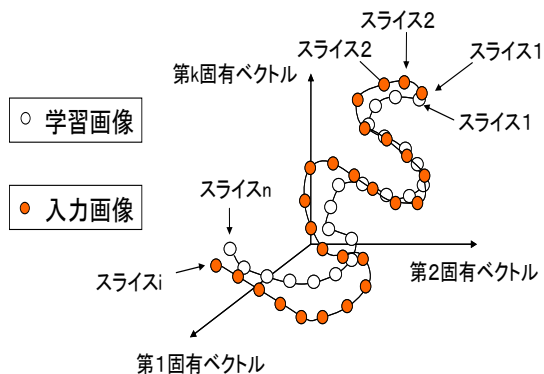 スライス2
スライス2
スライス1
第k固有ベクトル
学習画像
スライス1
スライスn
入力画像
スライスi
第2固有ベクトル
第1固有ベクトル